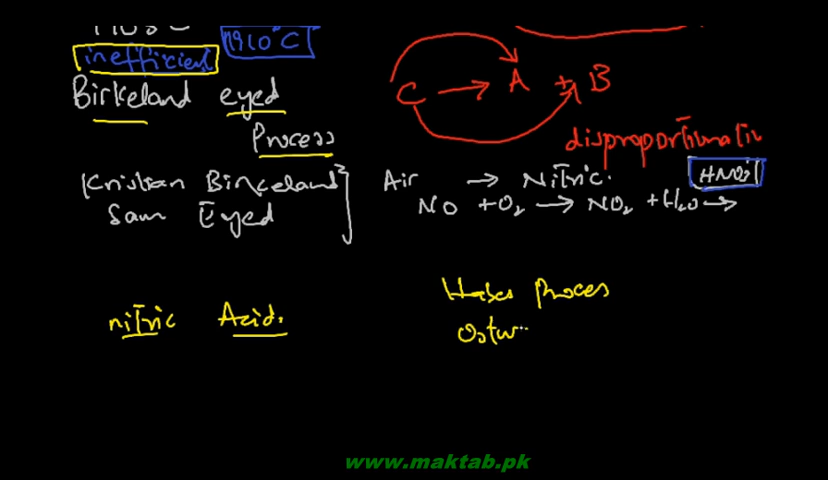 inefficient 1910°C
Birkeland eyed
Process
C → A + B
disproportionatio
Kristian Birkeland
Sam Eyed
Air → Nitric.
HNO3
NO + O2 → NO2 + H2O →
nitric Acid.
Haber Proces
Ostw
www.maktab.pk